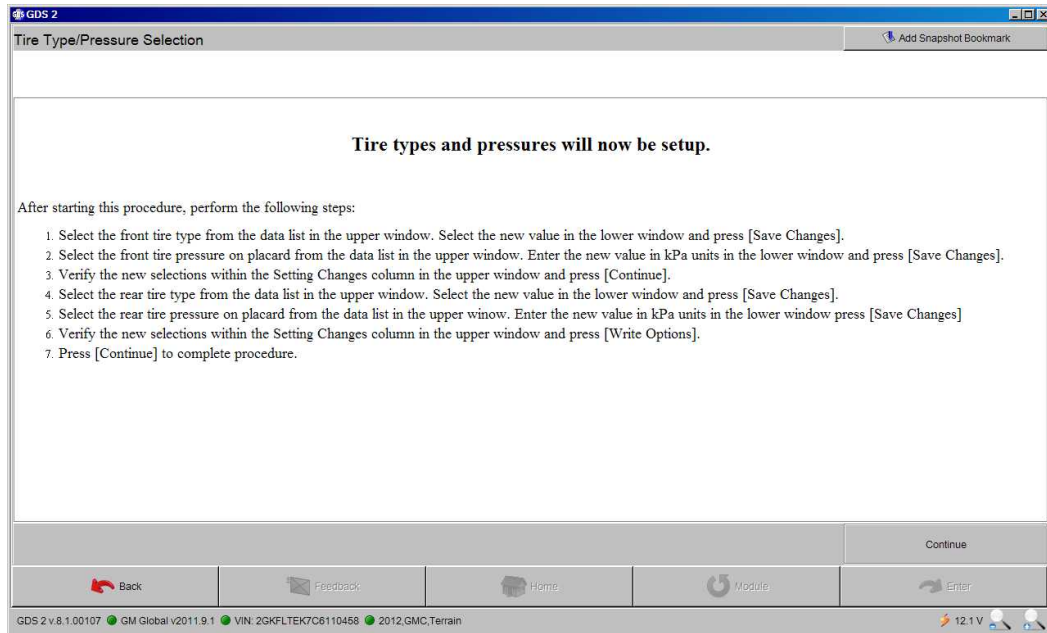 GDS 2
Tire Type/Pressure Selection
Add Snapshot Bookmark
Tire types and pressures will now be setup.
After starting this procedure, perform the following steps:
1. Select the front tire type from the data list in the upper window. Select the new value in the lower window and press [Save Changes].
2. Select the front tire pressure on placard from the data list in the upper window. Enter the new value in kPa units in the lower window and press [Save Changes].
3. Verify the new selections within the Setting Changes column in the upper window and press [Continue].
4. Select the rear tire type from the data list in the upper window. Select the new value in the lower window and press [Save Changes].
5. Select the rear tire pressure on placard from the data list in the upper winow. Enter the new value in kPa units in the lower window press [Save Changes]
6. Verify the new selections within the Setting Changes column in the upper window and press [Write Options].
7. Press [Continue] to complete procedure.
Continue
Back
Feedback
Home
Module
Enter
GDS 2 v.8.1.00107 GM Global v2011.9.1 VIN: 2GKFLTEK7C6110458 2012,GMC,Terrain 12.1 V